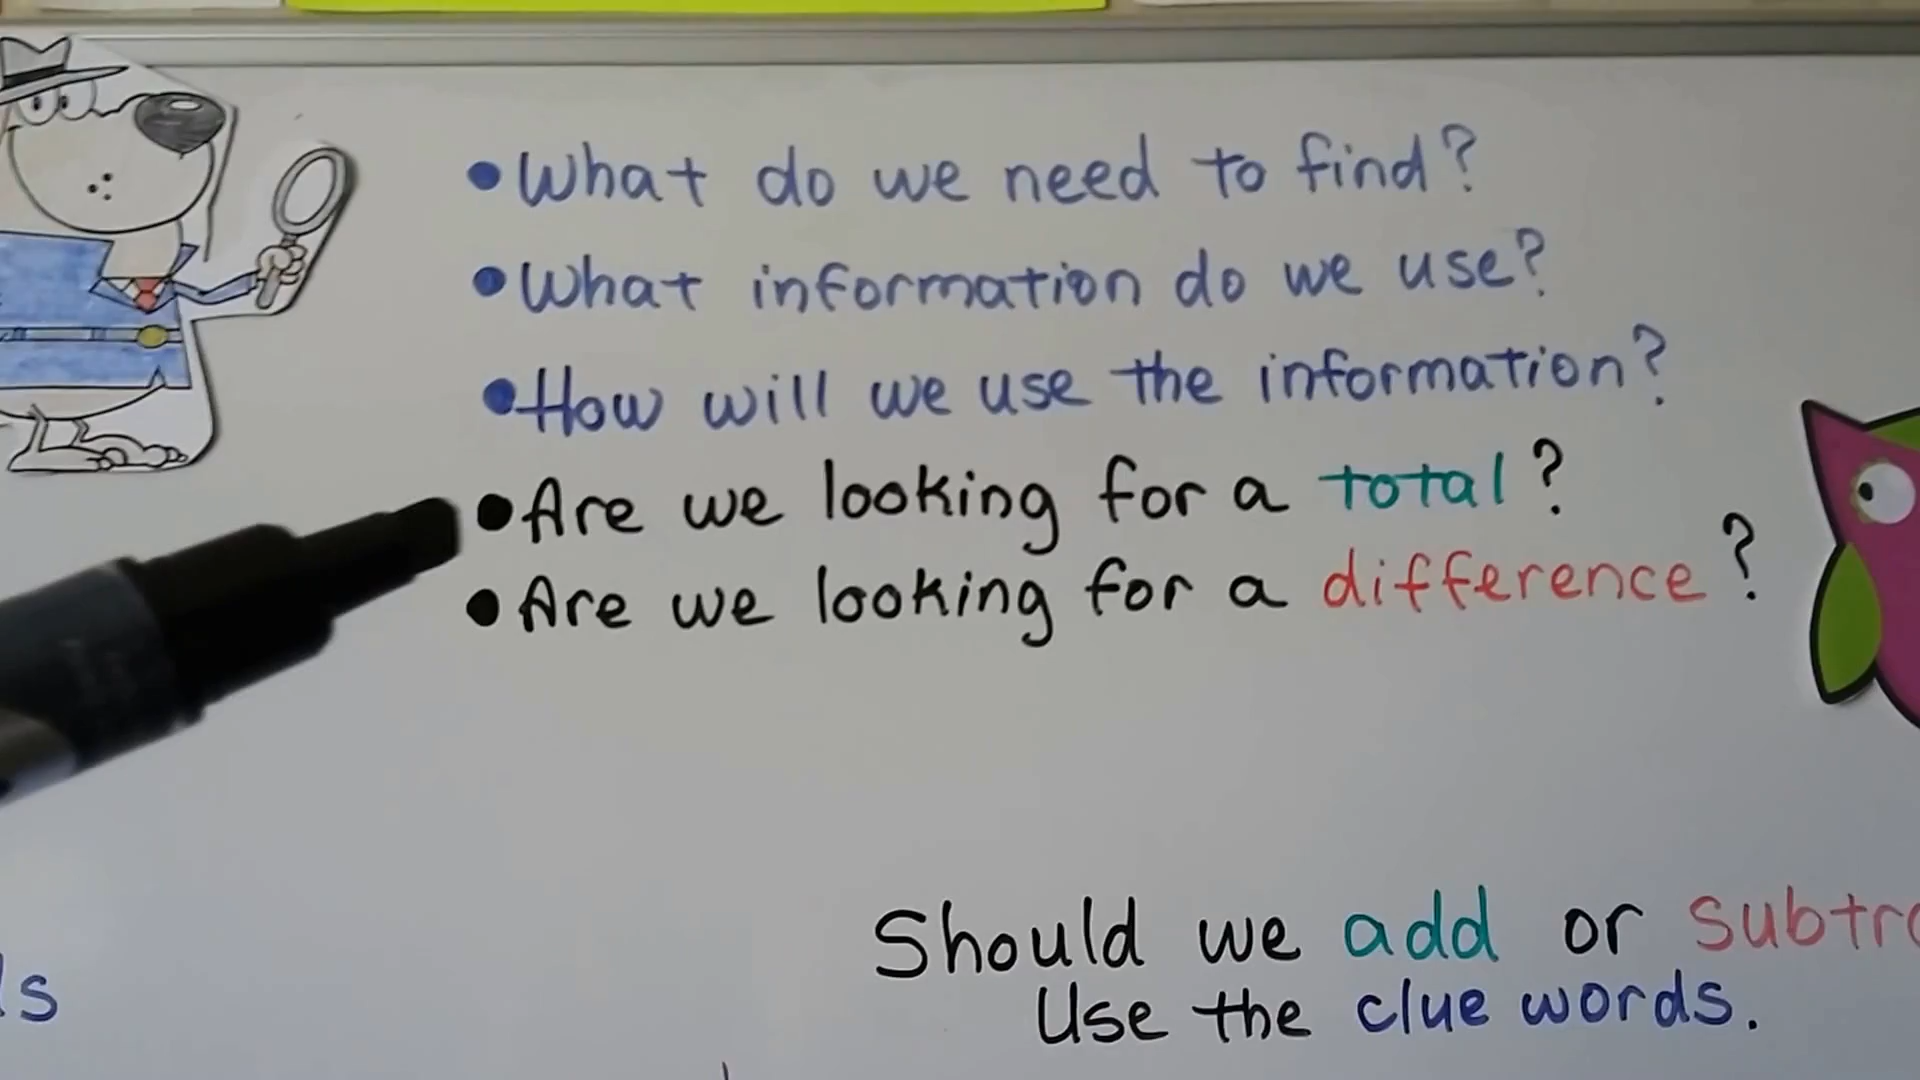 •What do we need to find?
•What information do we use?
•How will we use the information?
•Are we looking for a total?
•Are we looking for a difference?
Should we add or
Use the clue words.